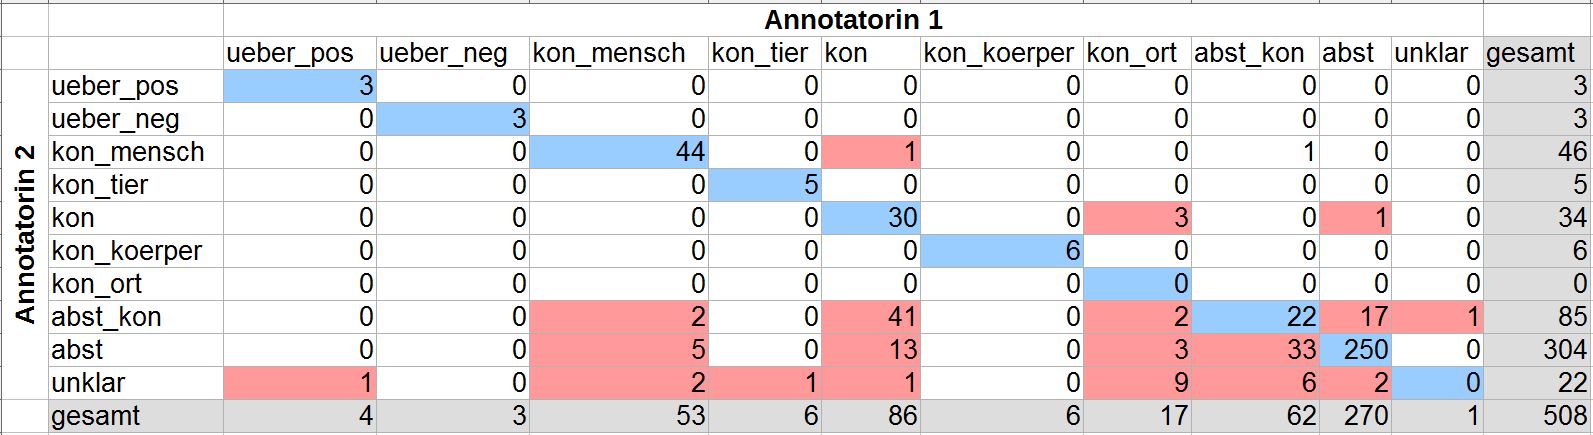 Annotatorin 1
ueber_pos ueber_neg kon_mensch kon_tier kon kon_koerper kon_ort abst_kon abst unklar gesamt
Annotatorin 2
ueber_pos 3 0 0 0 0 0 0 0 0 0 3
ueber_neg 0 3 0 0 0 0 0 0 0 0 3
kon_mensch 0 0 44 0 1 0 0 1 0 0 46
kon_tier 0 0 0 5 0 0 0 0 0 0 5
kon 0 0 0 0 30 0 3 0 1 0 34
kon_koerper 0 0 0 0 0 6 0 0 0 0 6
kon_ort 0 0 0 0 0 0 0 0 0 0 0
abst_kon 0 0 2 0 41 0 2 22 17 1 85
abst 0 0 5 0 13 0 3 33 250 0 304
unklar 1 0 2 1 1 0 9 6 2 0 22
gesamt 4 3 53 6 86 6 17 62 270 1 508